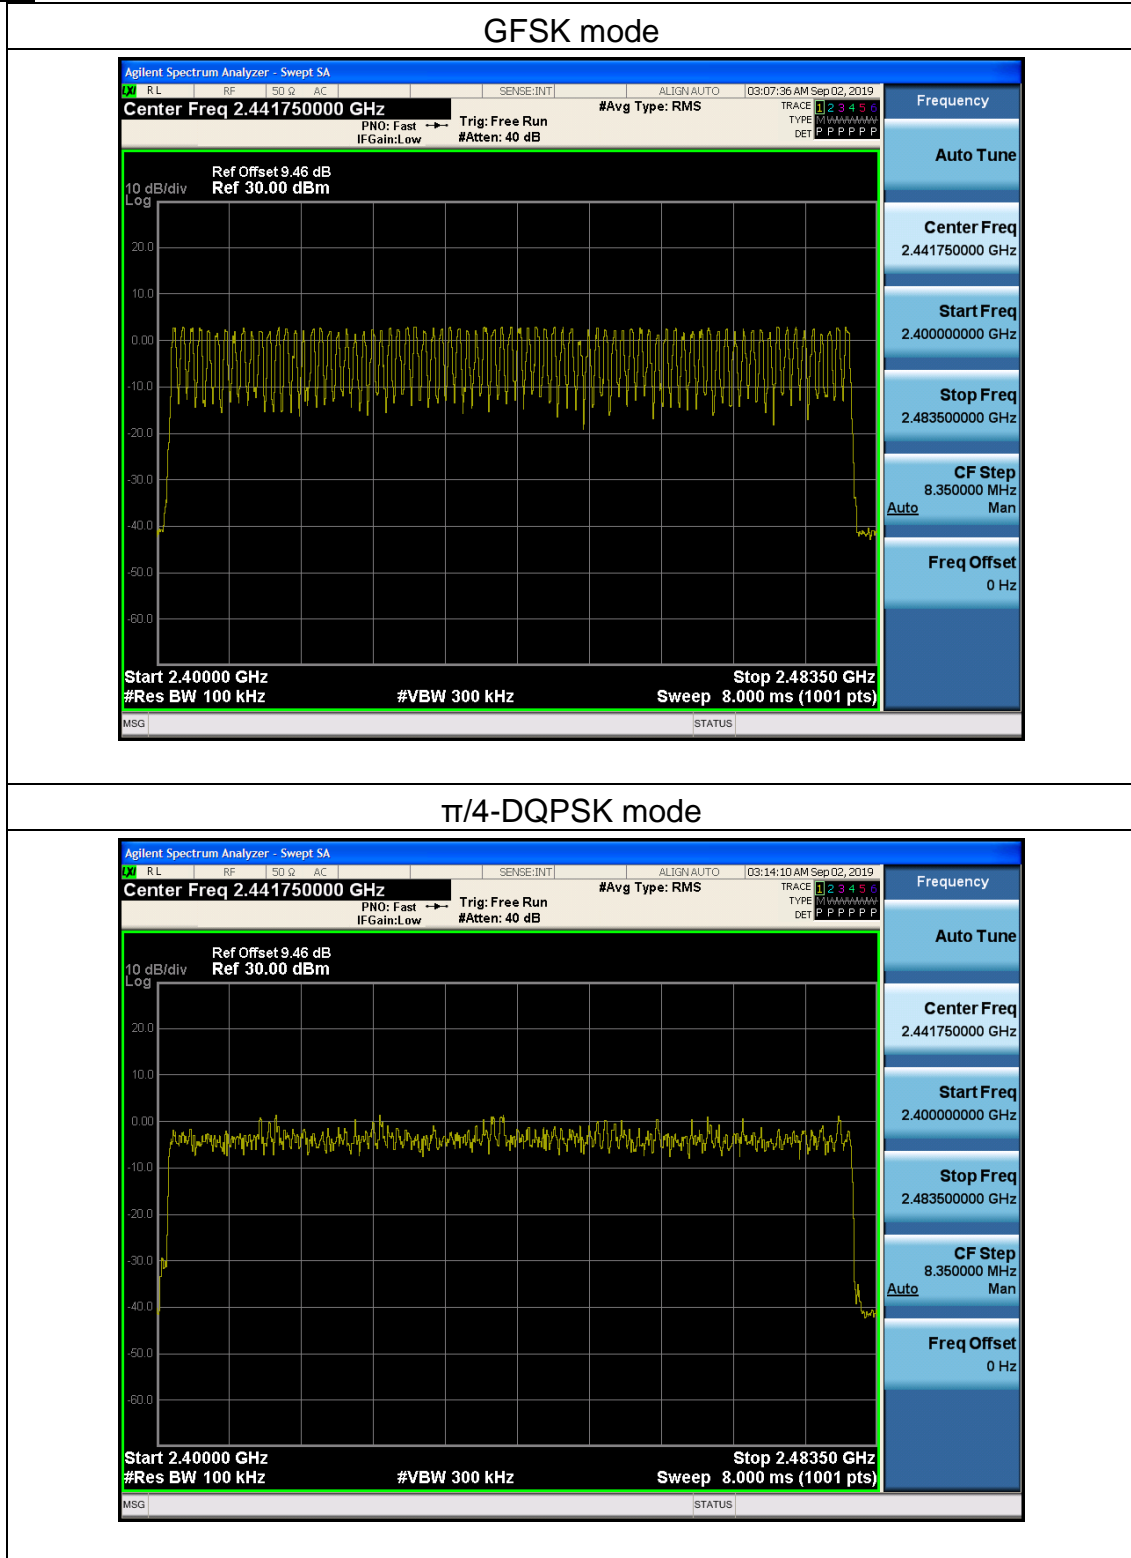 GFSK mode
Agilent Spectrum Analyzer - Swept SA
LXI RL RF 50 Ω AC SENSE:INT ALIGN AUTO 03:07:36 AM Sep 02, 2019
Center Freq 2.441750000 GHz #Avg Type: RMS TRACE 1 2 3 4 5 6
PNO: Fast Trig: Free Run TYPE M WWWWW
IFGain:Low #Atten: 40 dB DET P P P P P P
Frequency
Auto Tune
Ref Offset 9.46 dB
10 dB/div Ref 30.00 dBm
Log
20.0
10.0
0.00
-10.0
-20.0
-30.0
-40.0
-50.0
-60.0
Center Freq
2.441750000 GHz
Start Freq
2.400000000 GHz
Stop Freq
2.483500000 GHz
CF Step
8.350000 MHz
Auto Man
Freq Offset
0 Hz
Start 2.40000 GHz Stop 2.48350 GHz
#Res BW 100 kHz #VBW 300 kHz Sweep 8.000 ms (1001 pts)
MSG STATUS
π/4-DQPSK mode
Agilent Spectrum Analyzer - Swept SA
LXI RL RF 50 Ω AC SENSE:INT ALIGN AUTO 03:14:10 AM Sep 02, 2019
Center Freq 2.441750000 GHz #Avg Type: RMS TRACE 1 2 3 4 5 6
PNO: Fast Trig: Free Run TYPE M WWWWW
IFGain:Low #Atten: 40 dB DET P P P P P P
Frequency
Auto Tune
Ref Offset 9.46 dB
10 dB/div Ref 30.00 dBm
Log
20.0
10.0
0.00
-10.0
-20.0
-30.0
-40.0
-50.0
-60.0
Center Freq
2.441750000 GHz
Start Freq
2.400000000 GHz
Stop Freq
2.483500000 GHz
CF Step
8.350000 MHz
Auto Man
Freq Offset
0 Hz
Start 2.40000 GHz Stop 2.48350 GHz
#Res BW 100 kHz #VBW 300 kHz Sweep 8.000 ms (1001 pts)
MSG STATUS